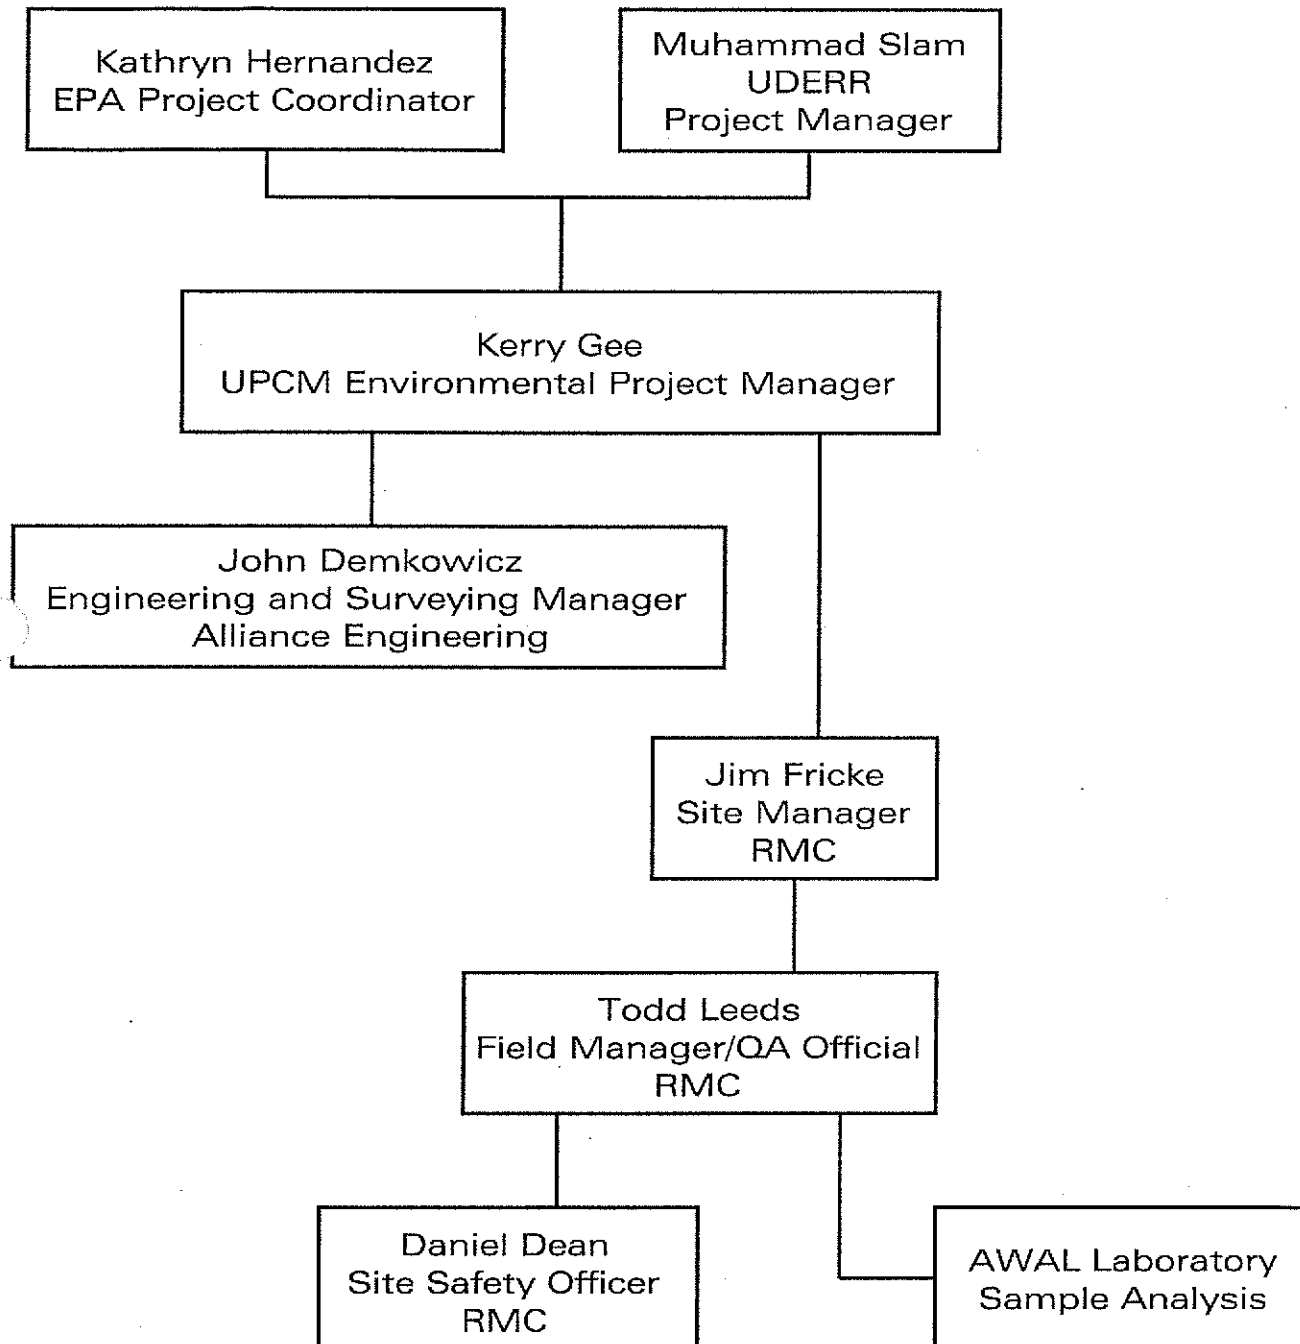 Kathryn Hernandez
EPA Project Coordinator
Muhammad Slam
UDERR
Project Manager
Kerry Gee
UPCM Environmental Project Manager
John Demkowicz
Engineering and Surveying Manager
Alliance Engineering
Jim Fricke
Site Manager
RMC
Todd Leeds
Field Manager/QA Official
RMC
Daniel Dean
Site Safety Officer
RMC
AWAL Laboratory
Sample Analysis